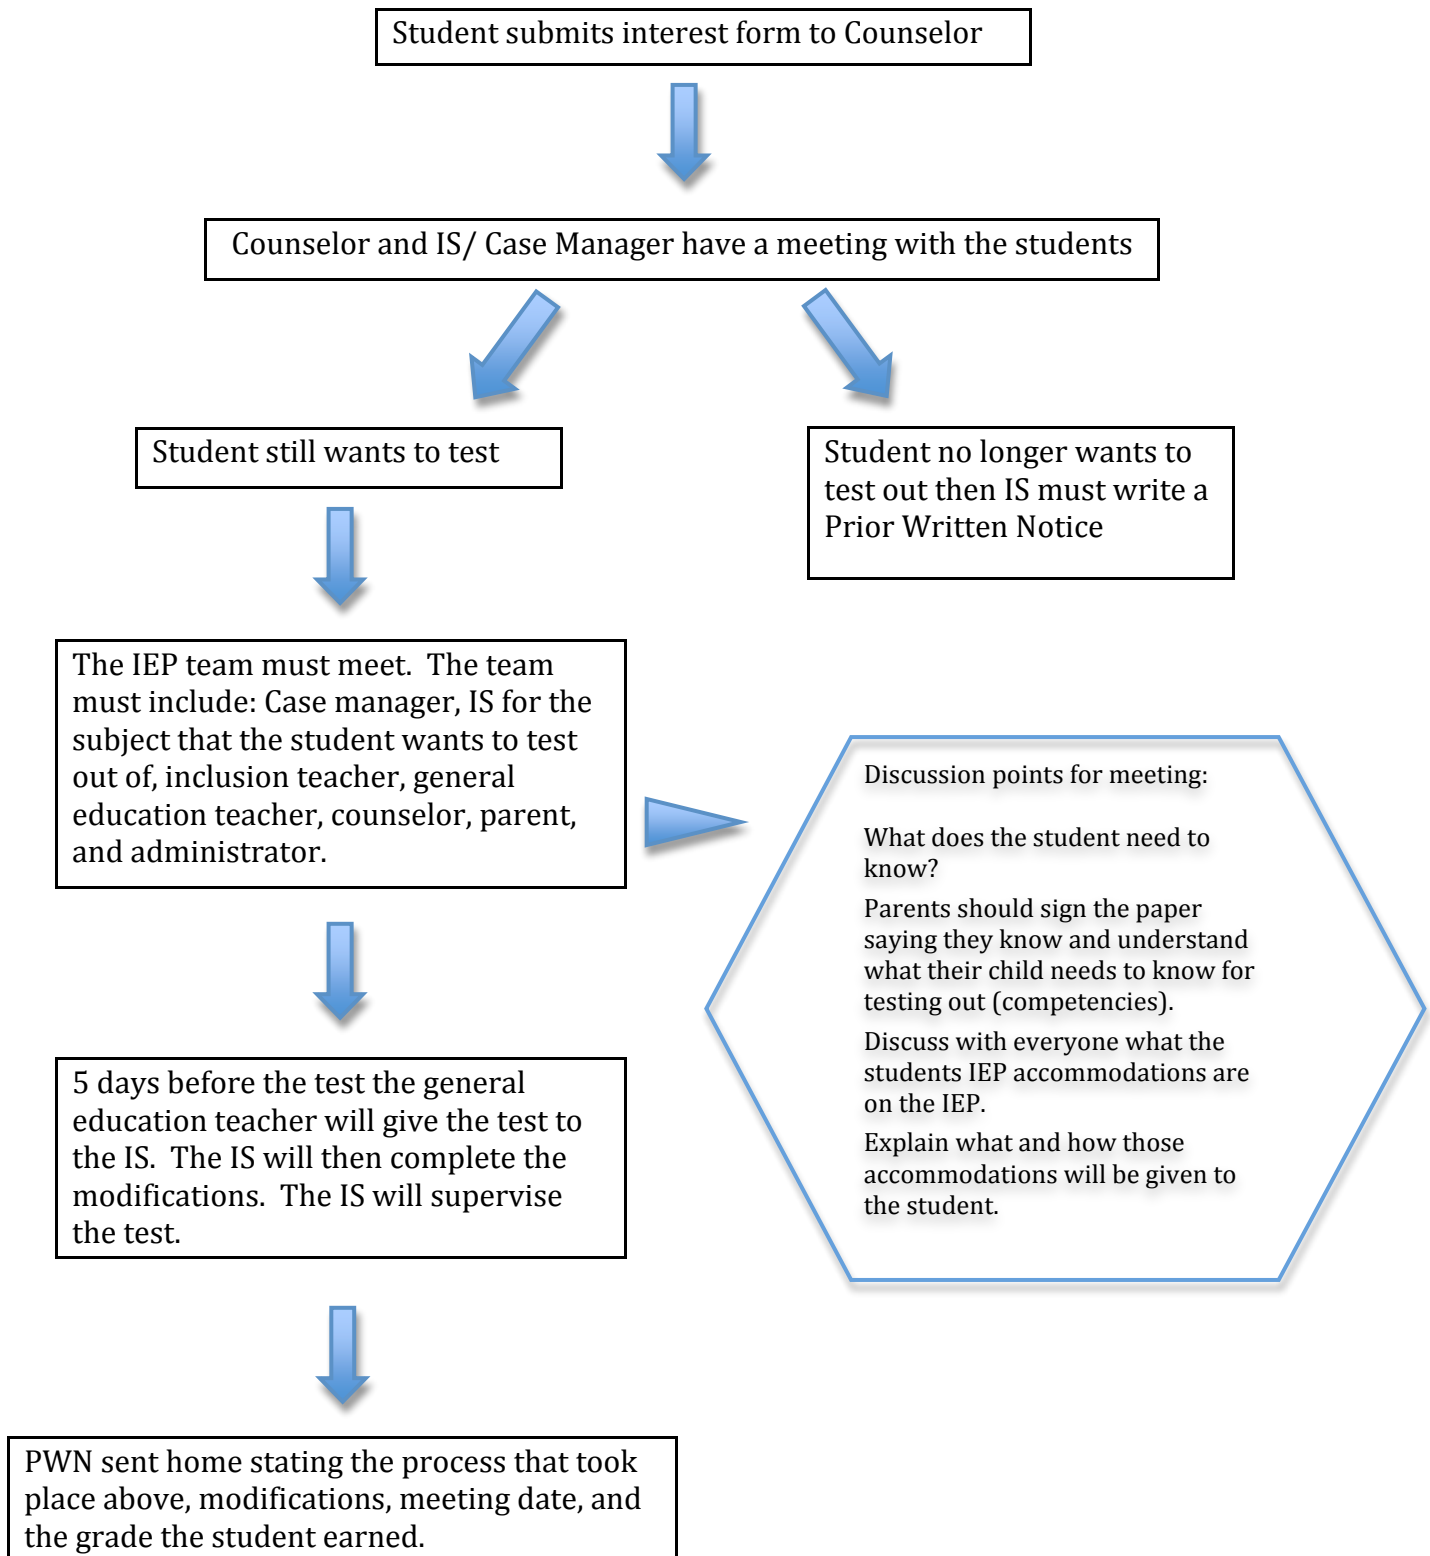 Student submits interest form to Counselor
Counselor and IS/ Case Manager have a meeting with the students
Student still wants to test
Student no longer wants to
test out then IS must write a
Prior Written Notice
The IEP team must meet.  The team
must include: Case manager, IS for the
subject that the student wants to test
out of, inclusion teacher, general
education teacher, counselor, parent,
and administrator.
Discussion points for meeting:
What does the student need to
know?
Parents should sign the paper
saying they know and understand
what their child needs to know for
testing out (competencies).
Discuss with everyone what the
students IEP accommodations are
on the IEP.
Explain what and how those
accommodations will be given to
the student.
5 days before the test the general
education teacher will give the test to
the IS.  The IS will then complete the
modifications.  The IS will supervise
the test.
PWN sent home stating the process that took
place above, modifications, meeting date, and
the grade the student earned.